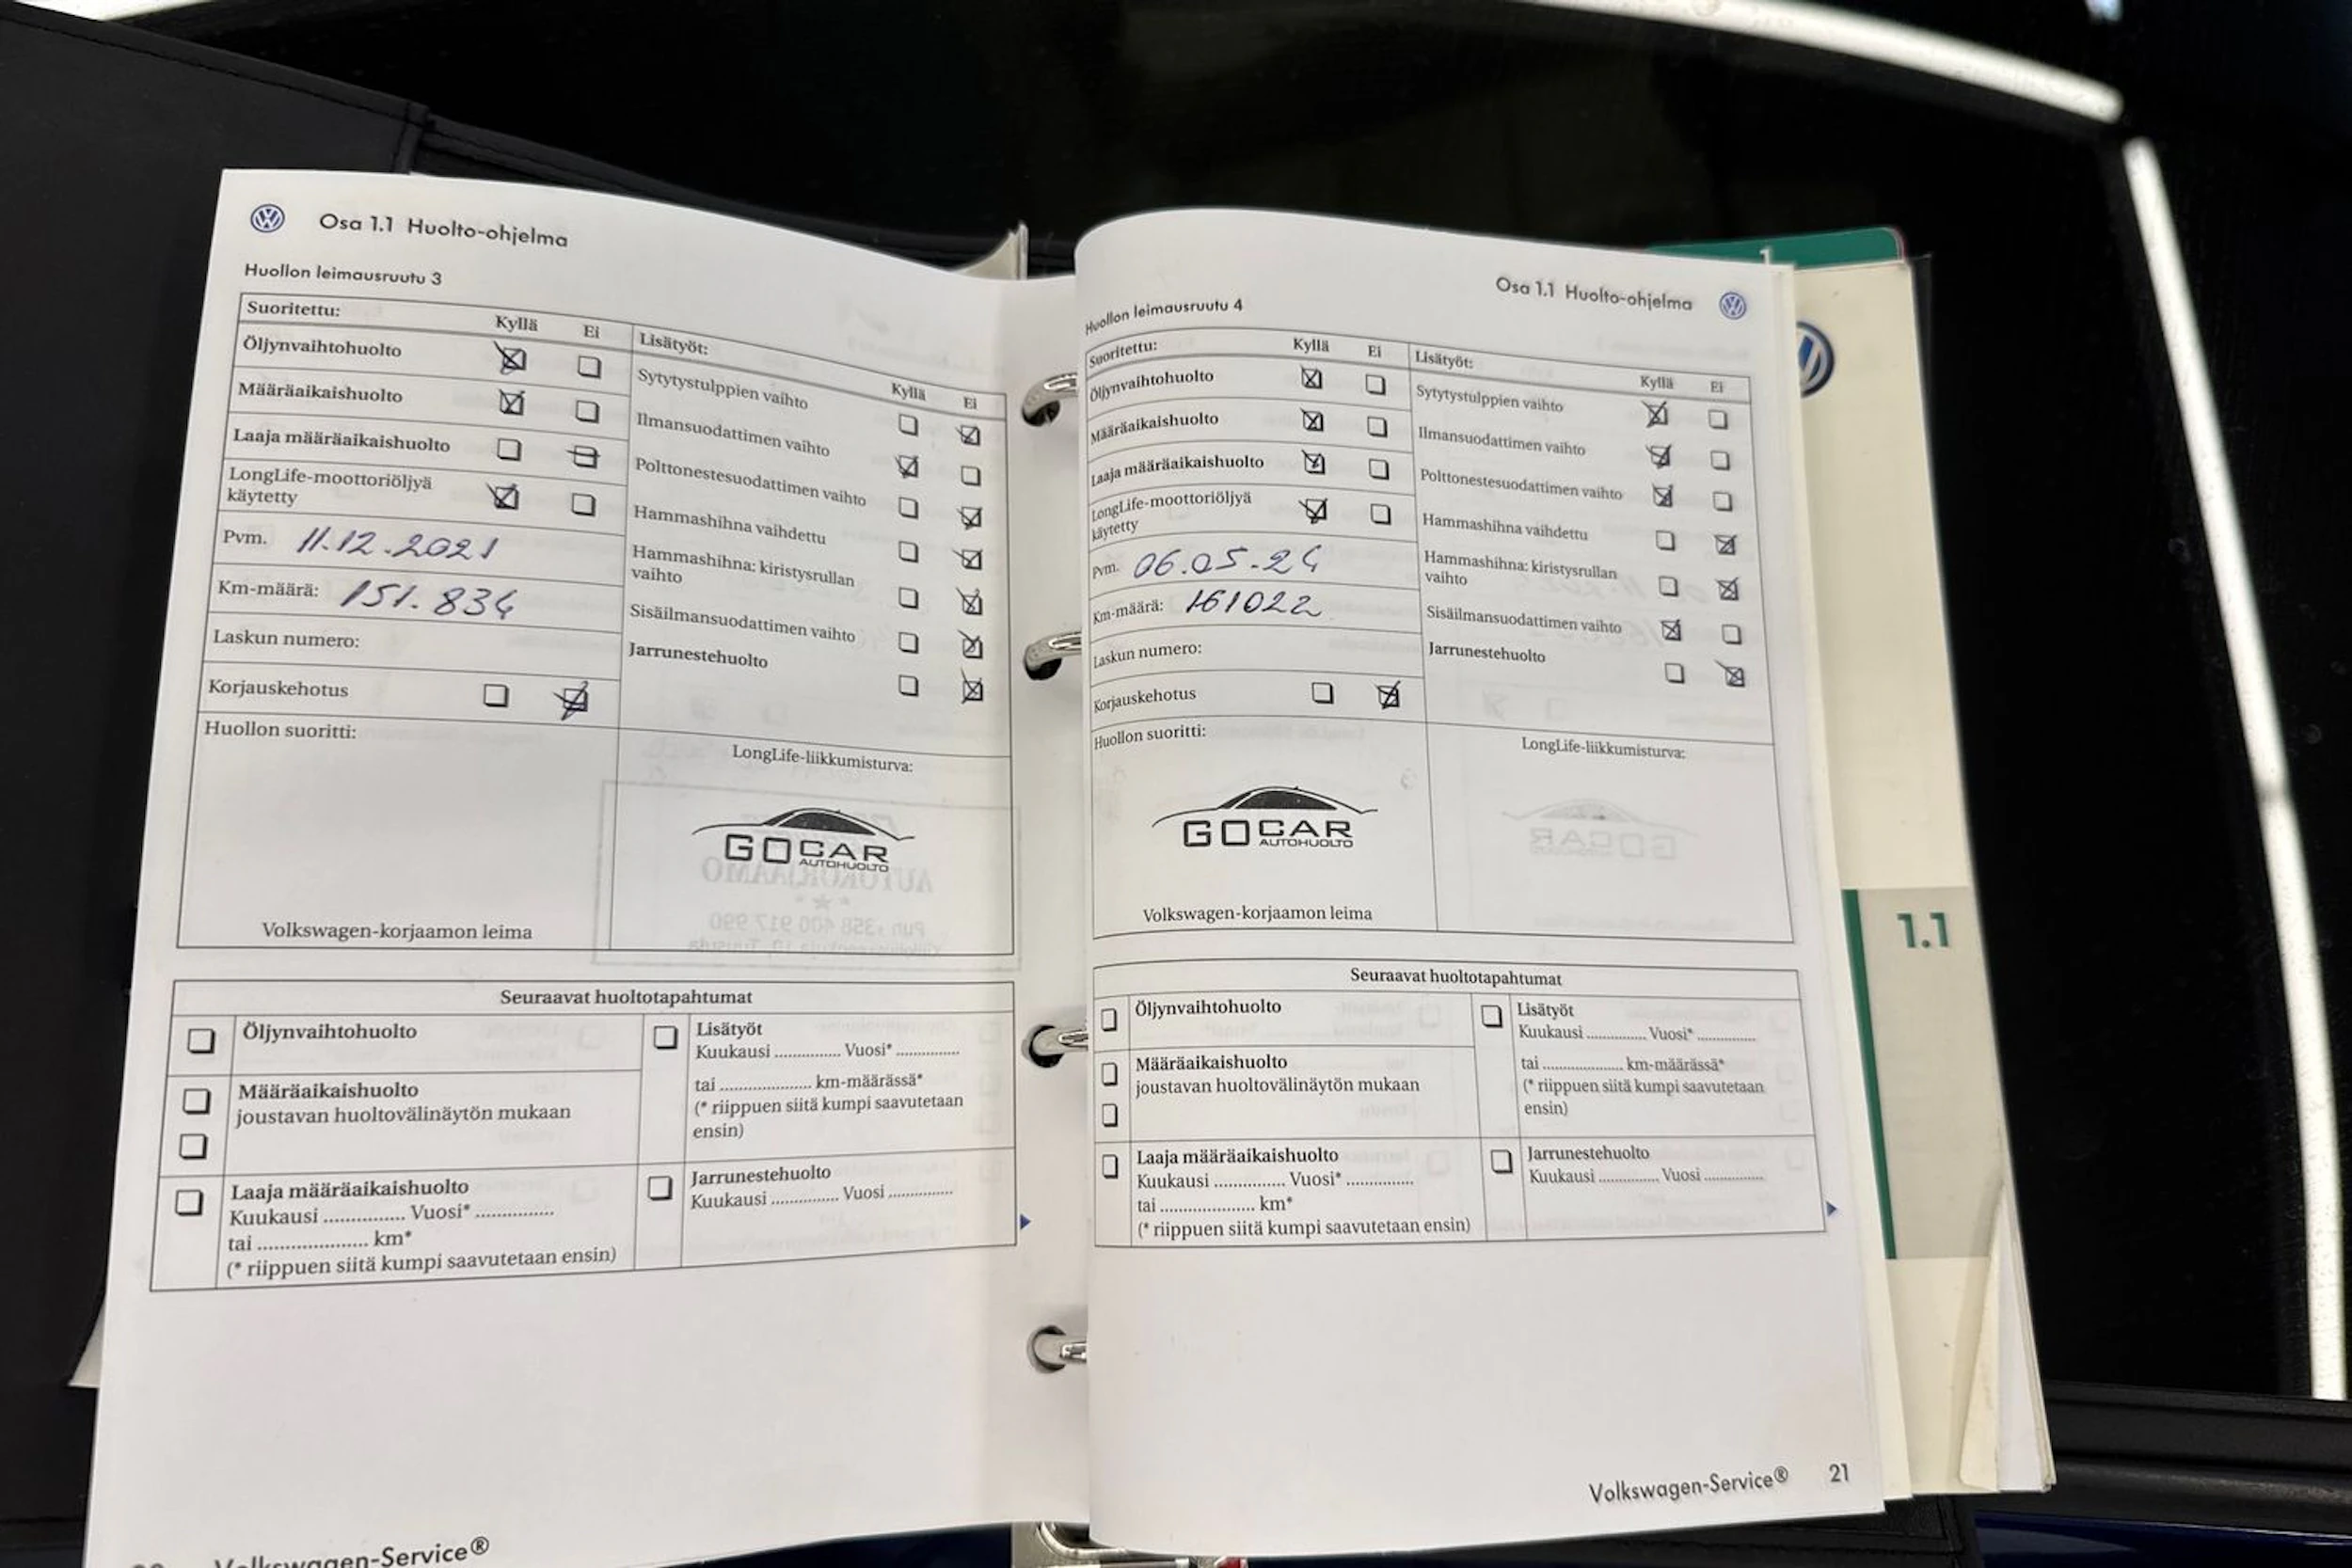 Osa 1.1 Huolto-ohjelma
Huollon leimausruutu 3
Suoritettu: Kyllä Ei
Öljynvaihtohuolto
Määräaikaishuolto
Laaja määräaikaishuolto
LongLife-moottoriöljyä
käytetty
Pvm. 11.12.2021
Km-määrä: 151.834
Laskun numero:
Korjauskehotus
Lisätyöt: Kyllä Ei
Sytytystulppien vaihto
Ilmansuodattimen vaihto
Polttonestesuodattimen vaihto
Hammashihna vaihdettu
Hammashihna: kiristysrullan
vaihto
Sisäilmansuodattimen vaihto
Jarrunestehuolto
Huollon suoritti:
Volkswagen-korjaamon leima
LongLife-liikkumisturva:
GOCAR
AUTOHUOLTO
Seuraavat huoltotapahtumat
Öljynvaihtohuolto
Määräaikaishuolto
joustavan huoltovälinäytön mukaan
Laaja määräaikaishuolto
Kuukausi ................ Vuosi* ...............
tai ..................... km*
(* riippuen siitä kumpi saavutetaan ensin)
Lisätyöt
Kuukausi ............... Vuosi* ..............
tai .................... km-määrässä*
(* riippuen siitä kumpi saavutetaan
ensin)
Jarrunestehuolto
Kuukausi ............... Vuosi ..............
Volkswagen-Service®
Osa 1.1 Huolto-ohjelma
Huollon leimausruutu 4
Suoritettu: Kyllä Ei
Öljynvaihtohuolto
Määräaikaishuolto
Laaja määräaikaishuolto
LongLife-moottoriöljyä
käytetty
Pvm. 06.05.24
Km-määrä: 161022
Laskun numero:
Korjauskehotus
Lisätyöt: Kyllä Ei
Sytytystulppien vaihto
Ilmansuodattimen vaihto
Polttonestesuodattimen vaihto
Hammashihna vaihdettu
Hammashihna: kiristysrullan
vaihto
Sisäilmansuodattimen vaihto
Jarrunestehuolto
Huollon suoritti:
GOCAR
AUTOHUOLTO
Volkswagen-korjaamon leima
LongLife-liikkumisturva:
Seuraavat huoltotapahtumat
Öljynvaihtohuolto
Määräaikaishuolto
joustavan huoltovälinäytön mukaan
Laaja määräaikaishuolto
Kuukausi ............... Vuosi* ..............
tai .................... km*
(* riippuen siitä kumpi saavutetaan ensin)
Lisätyöt
Kuukausi ............. Vuosi* .............
tai .................. km-määrässä*
(* riippuen siitä kumpi saavutetaan
ensin)
Jarrunestehuolto
Kuukausi ............. Vuosi .............
Volkswagen-Service® 21
1.1